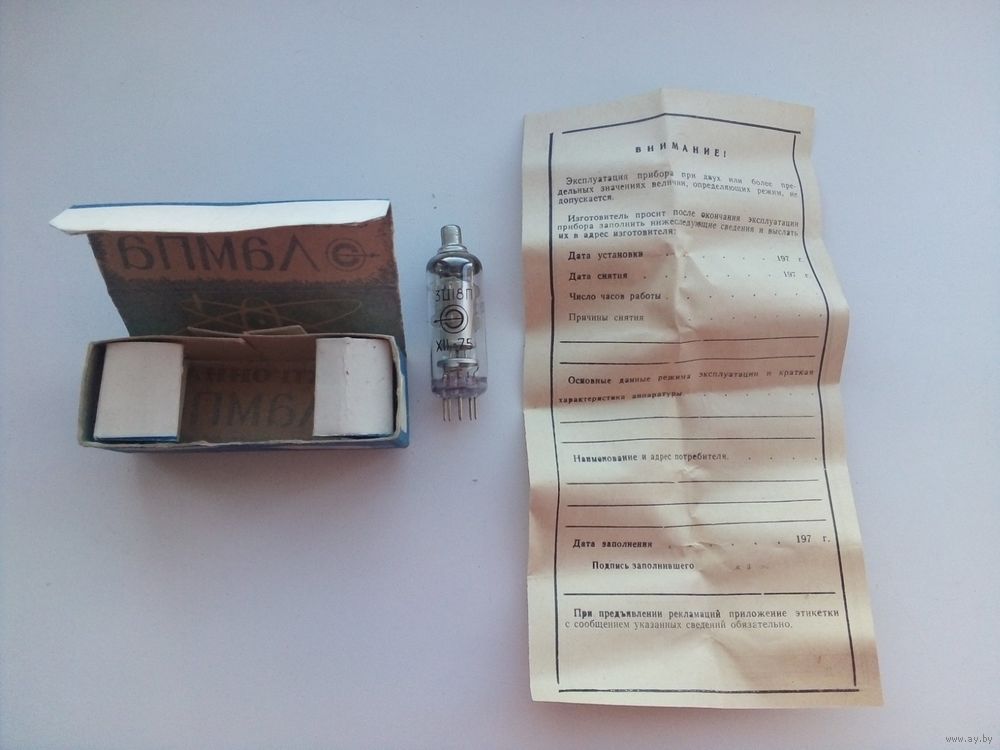 Лампа
Лампа
3Ц18П
XII-75
ВНИМАНИЕ!
Эксплуатация прибора при двух или более пре-
дельных значениях величин, определяющих режим, не
допускается.
Изготовитель просит после окончания эксплуатации
прибора заполнить нижеследующие сведения и выслать
их в адрес изготовителя:
Дата установки . . . . . . . 197 г.
Дата снятия . . . . . . . . 197 г.
Число часов работы . . . . . . . .
Причины снятия . . . . . . . .
Основные данные режима эксплуатации и краткая
характеристика аппаратуры. . . . . . . .
Наименование и адрес потребителя. . . . . .
Дата заполнения . . . . . . 197 г.
Подпись заполнившего
При предъявлении рекламаций приложение этикетки
с сообщением указанных сведений обязательно.
www.ay.by